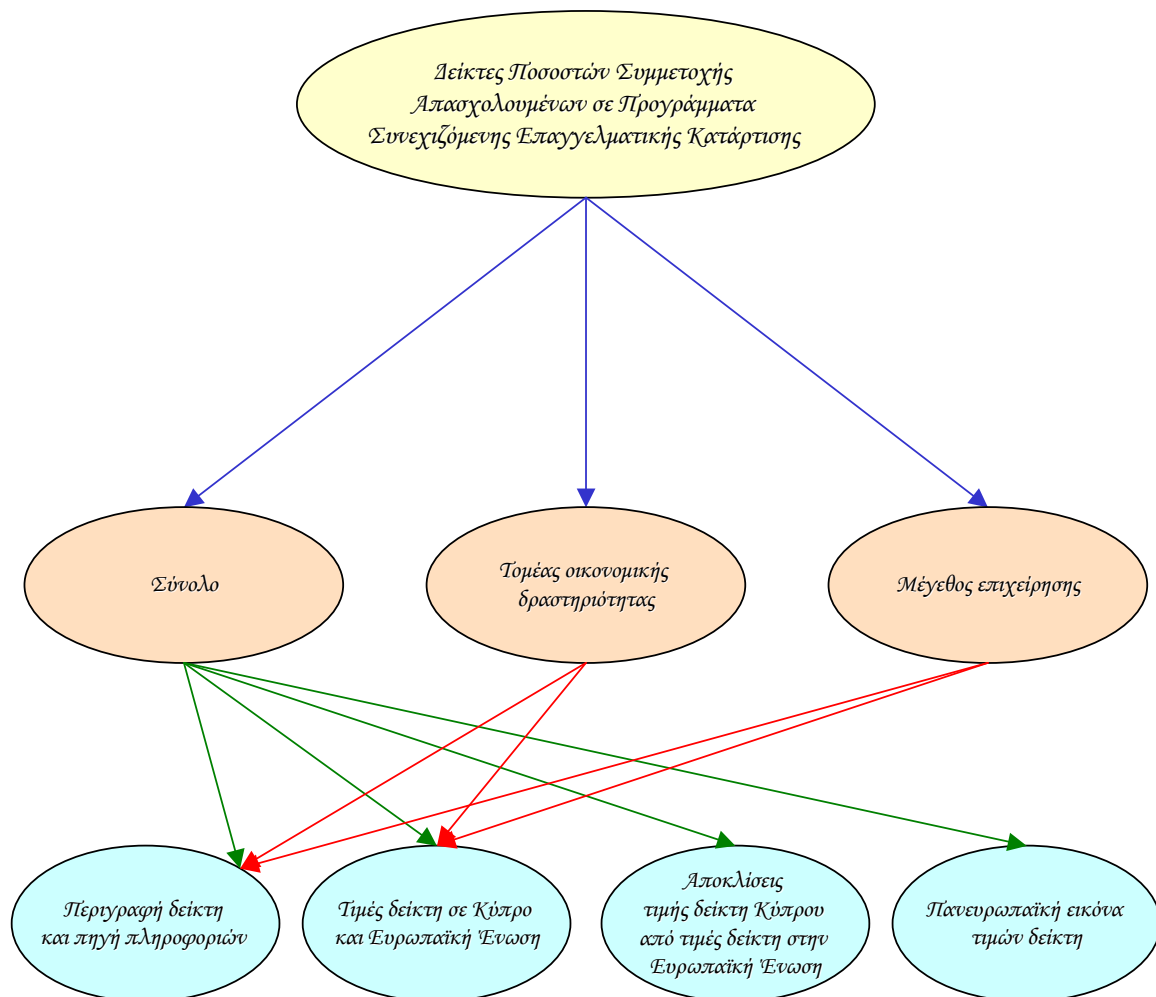 Δείκτες Ποσοστών Συμμετοχής
Απασχολουμένων σε Προγράμματα
Συνεχιζόμενης Επαγγελματικής Κατάρτισης
Σύνολο
Τομέας οικονομικής
δραστηριότητας
Μέγεθος επιχείρησης
Περιγραφή δείκτη
και πηγή πληροφοριών
Τιμές δείκτη σε Κύπρο
και Ευρωπαϊκή Ένωση
Αποκλίσεις
τιμής δείκτη Κύπρου
από τιμές δείκτη στην
Ευρωπαϊκή Ένωση
Πανευρωπαϊκή εικόνα
τιμών δείκτη